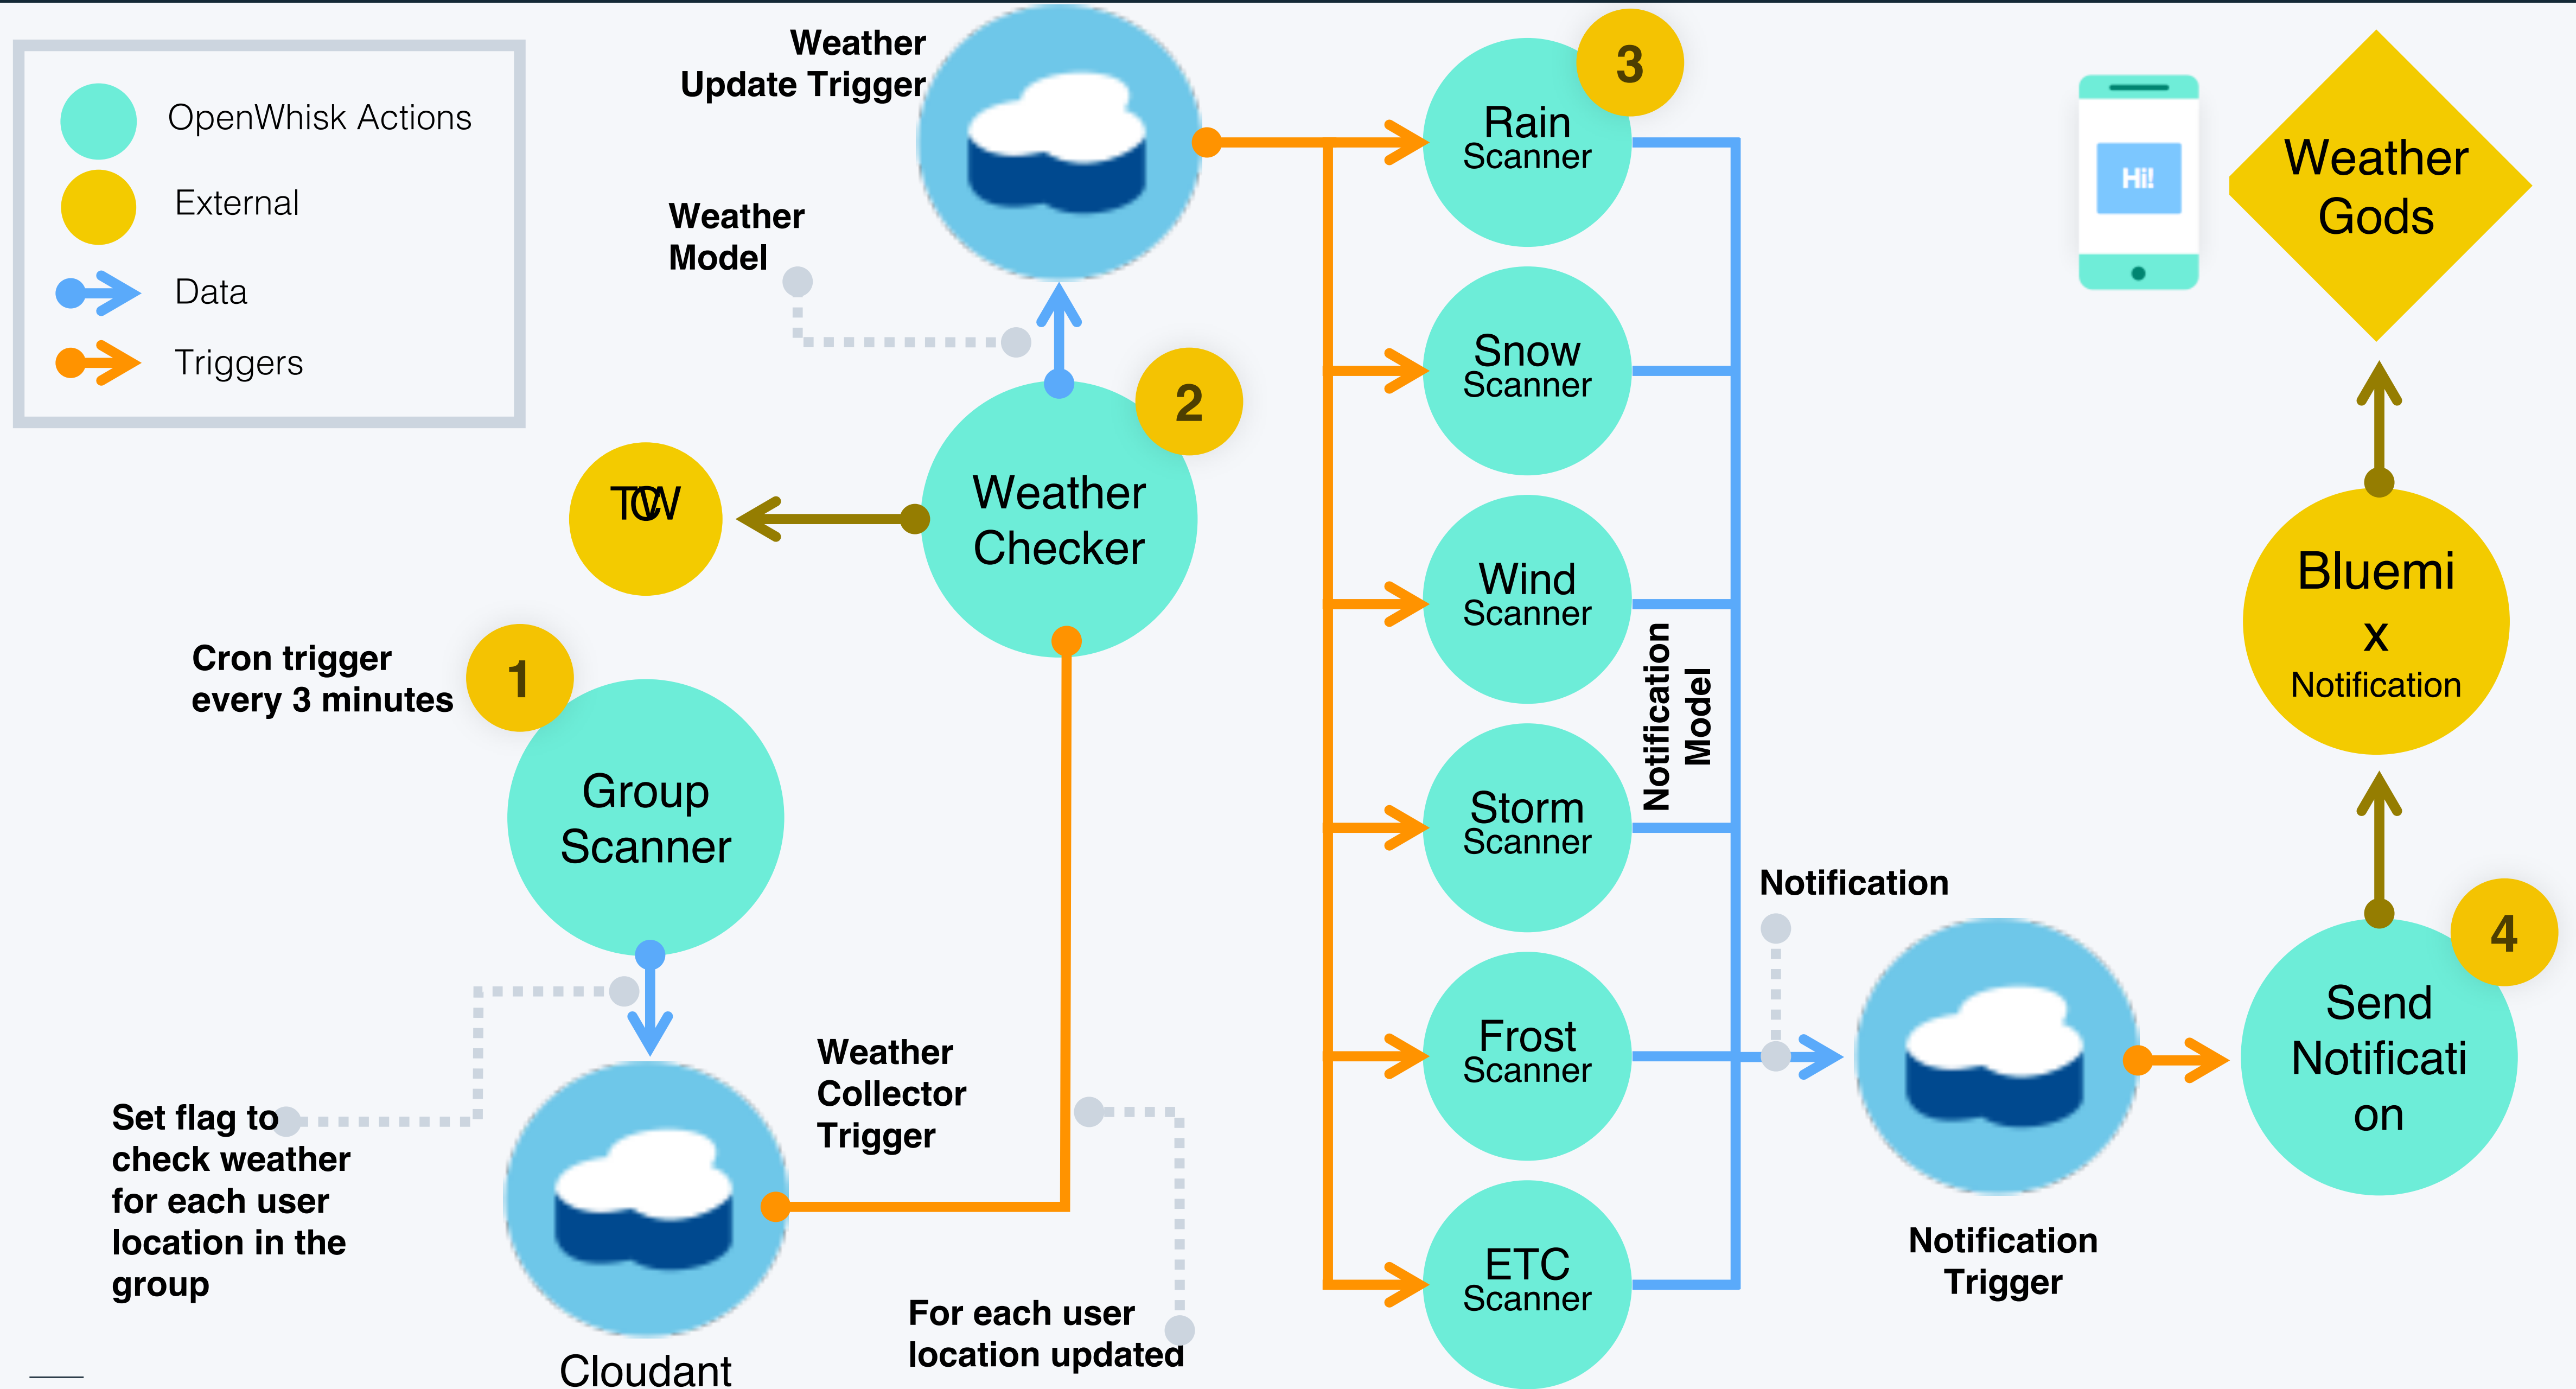 OpenWhisk Actions
External
Data
Triggers
Weather
Update Trigger
Weather
Model
TCW
Weather
Checker
2
Cron trigger
every 3 minutes
1
Group
Scanner
Set flag to
check weather
for each user
location in the
group
Cloudant
Weather
Collector
Trigger
For each user
location updated
3
Rain
Scanner
Snow
Scanner
Wind
Scanner
Storm
Scanner
Frost
Scanner
ETC
Scanner
Notification
Model
Notification
Notification
Trigger
4
Send
Notificati
on
Bluemi
x
Notification
Hi!
Weather
Gods